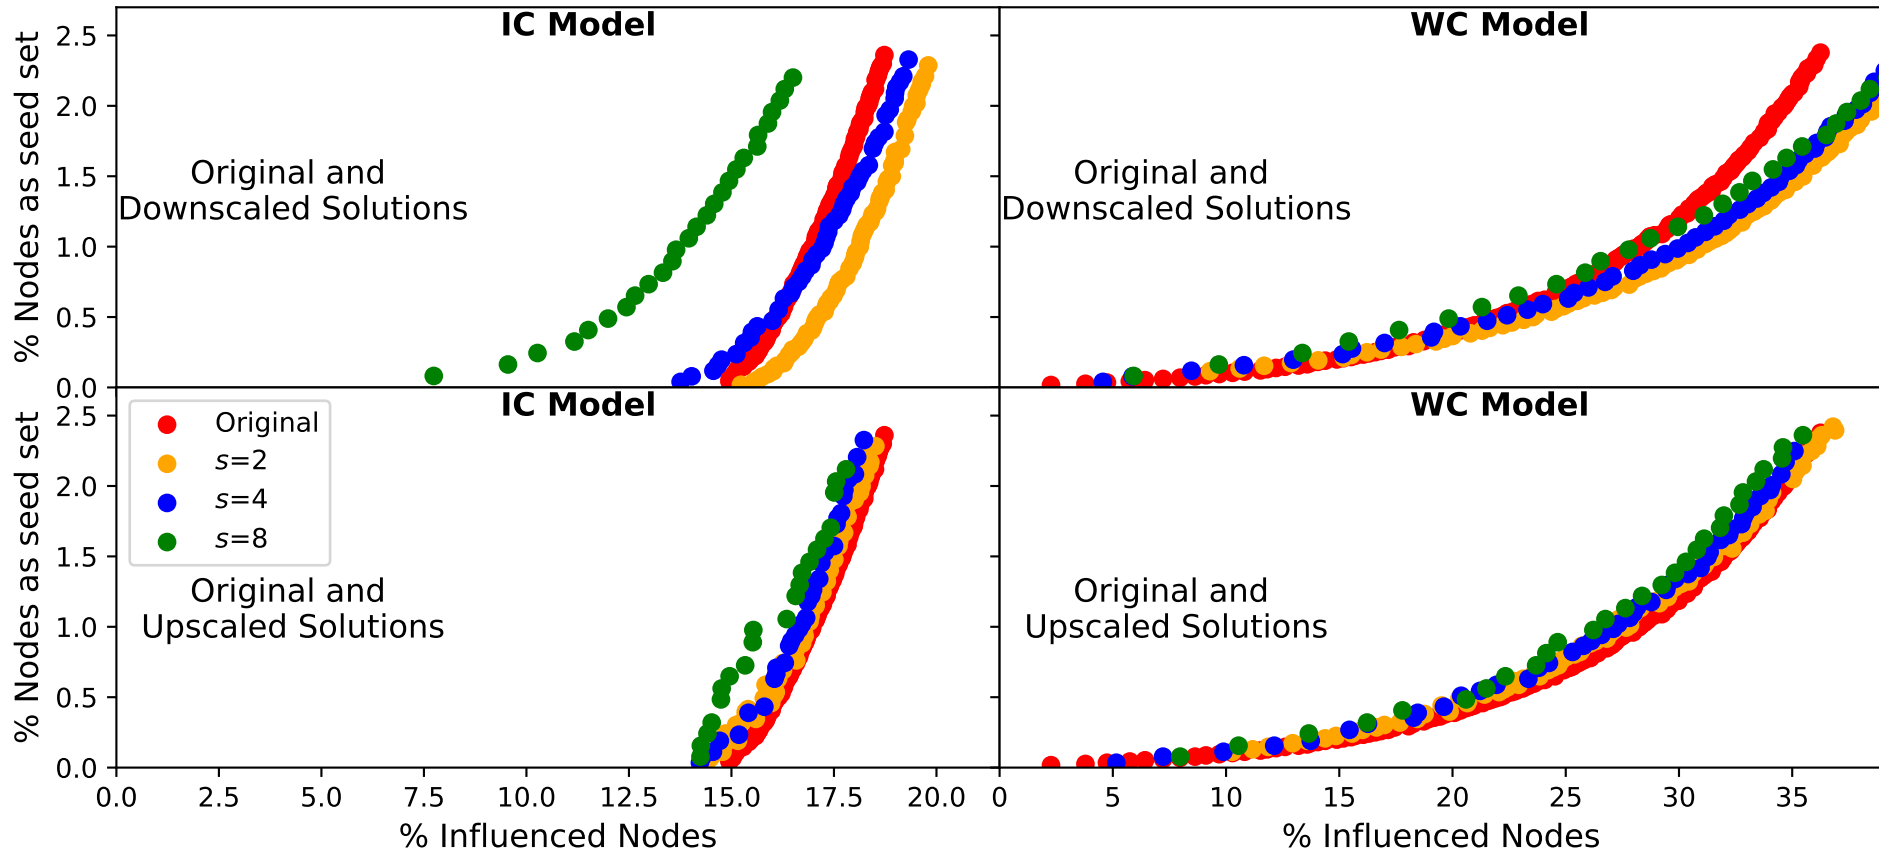 IC Model
WC Model
% Nodes as seed set
2.5
2.0
1.5
1.0
0.5
0.0
Original and
Downscaled Solutions
Original and
Downscaled Solutions
IC Model
WC Model
% Nodes as seed set
2.5
2.0
1.5
1.0
0.5
0.0
Original
s=2
s=4
s=8
Original and
Upscaled Solutions
Original and
Upscaled Solutions
0.0 2.5 5.0 7.5 10.0 12.5 15.0 17.5 20.0
0 5 10 15 20 25 30 35
% Influenced Nodes
% Influenced Nodes